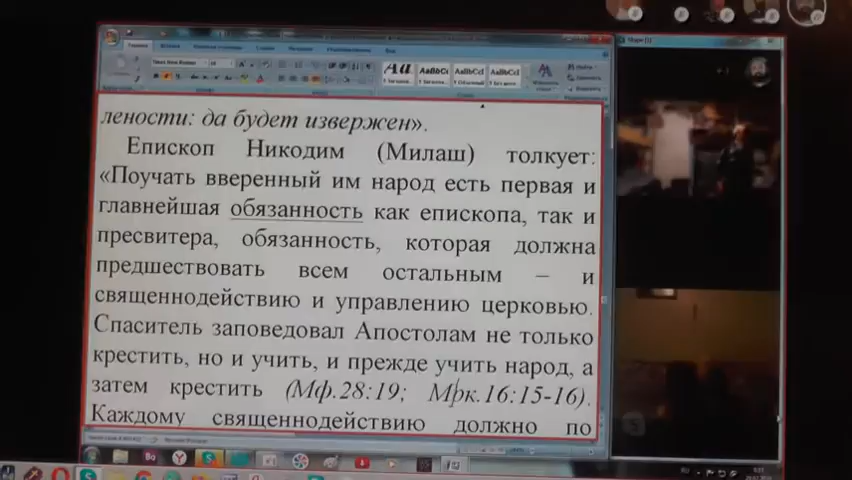 лености: да будет извержен».
Епископ Никодим (Милаш) толкует:
«Поучать вверенный им народ есть первая и
главнейшая обязанность как епископа, так и
пресвитера, обязанность, которая должна
предшествовать всем остальным – и
священнодействию и управлению церковью.
Спаситель заповедовал Апостолам не только
крестить, но и учить, и прежде учить народ, а
затем крестить (Мф.28:19; Мрк.16:15-16).
Каждому священнодействию должно по